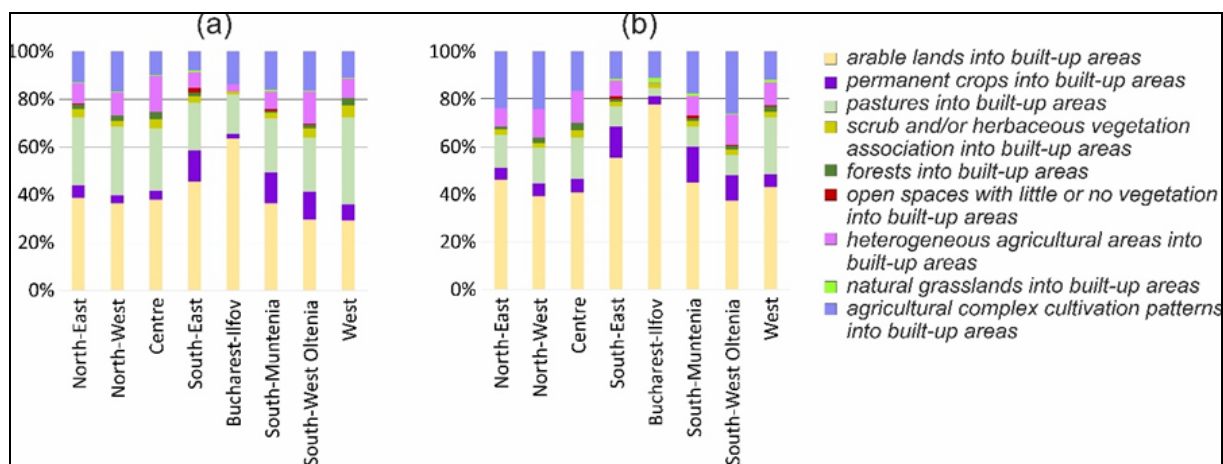 (a)
100%
80%
60%
40%
20%
0%
North-East
North-West
Centre
South-East
Bucharest-Ilfov
South-Muntenia
South-West Oltenia
West
(b)
100%
80%
60%
40%
20%
0%
North-East
North-West
Centre
South-East
Bucharest-Ilfov
South-Muntenia
South-West Oltenia
West
arable lands into built-up areas
permanent crops into built-up areas
pastures into built-up areas
scrub and/or herbaceous vegetation
association into built-up areas
forests into built-up areas
open spaces with little or no vegetation
into built-up areas
heterogeneous agricultural areas into
built-up areas
natural grasslands into built-up areas
agricultural complex cultivation patterns
into built-up areas